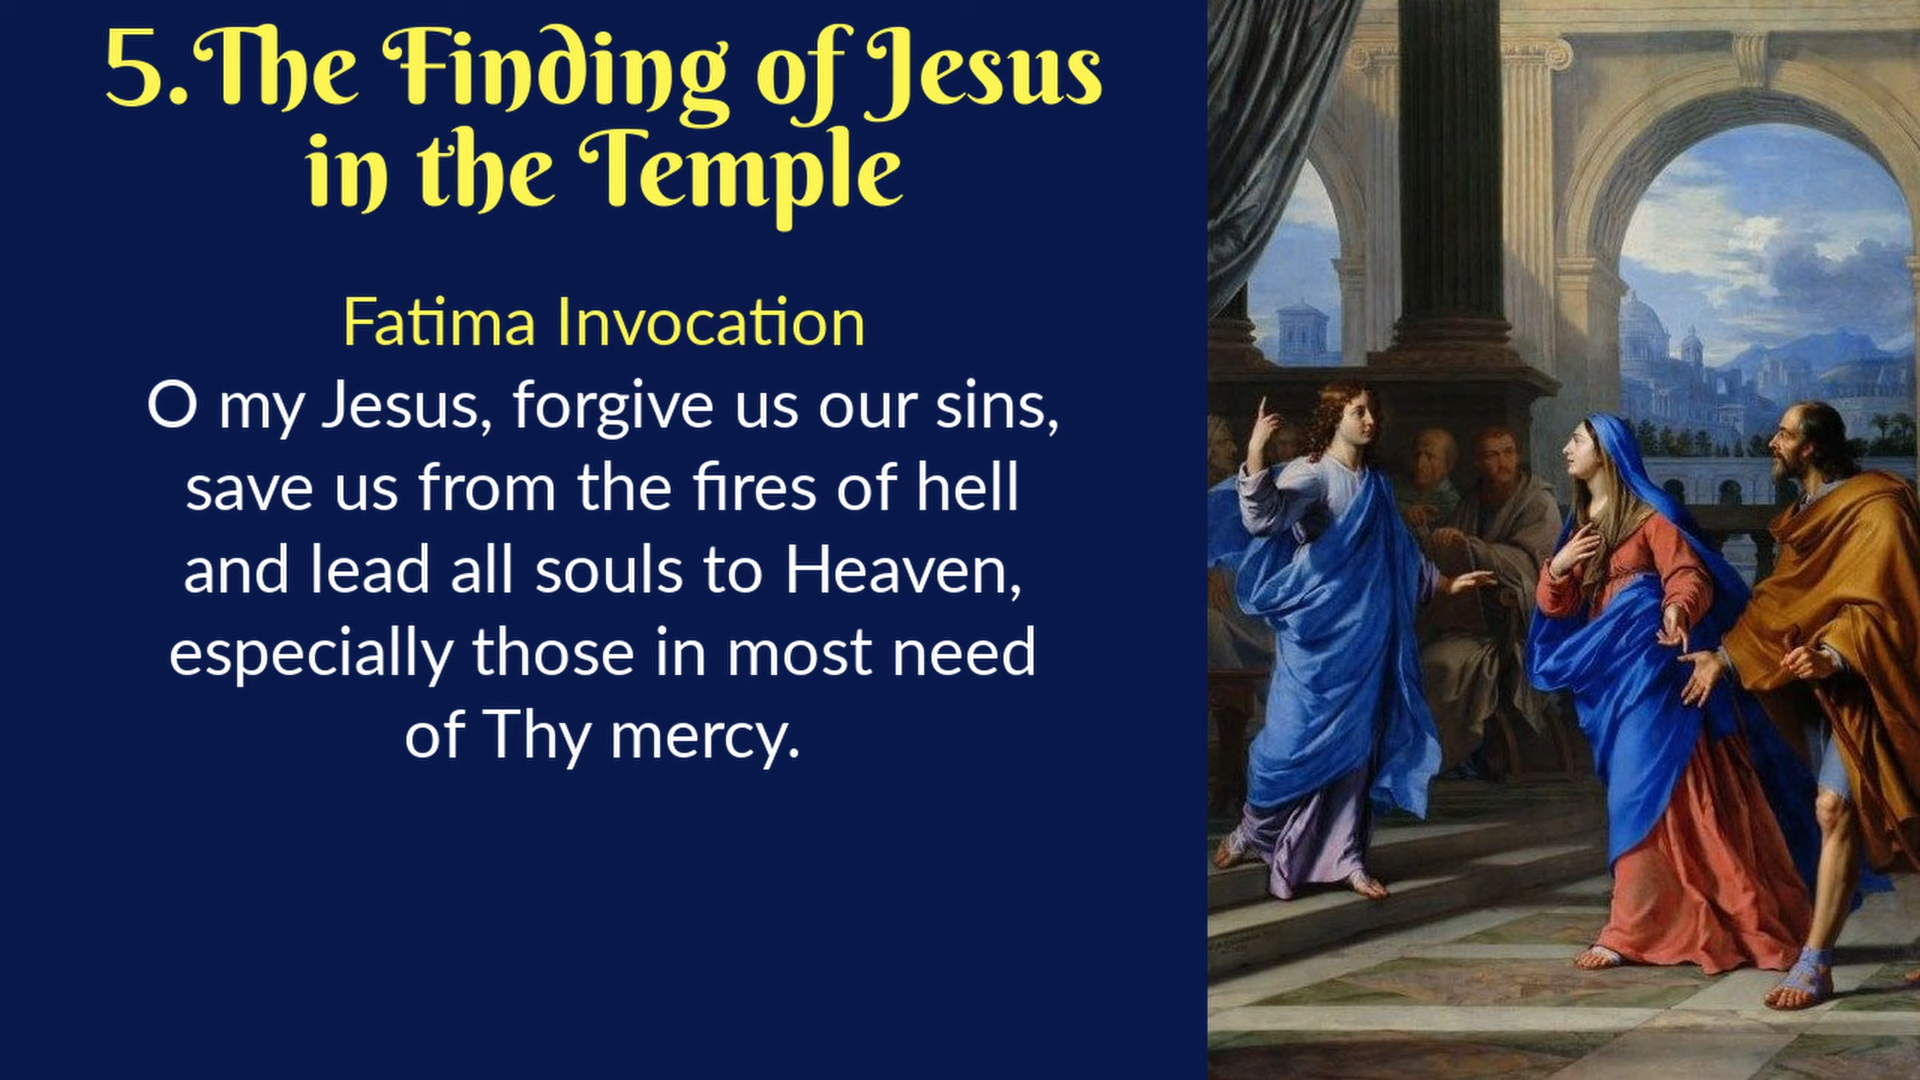 5.The Finding of Jesus
in the Temple
Fatima Invocation
O my Jesus, forgive us our sins,
save us from the fires of hell
and lead all souls to Heaven,
especially those in most need
of Thy mercy.